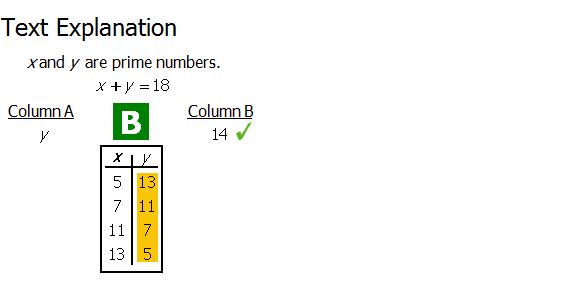 Text Explanation
x and y are prime numbers.
x + y = 18
Column A B Column B
y 14
x y
5 13
7 11
11 7
13 5